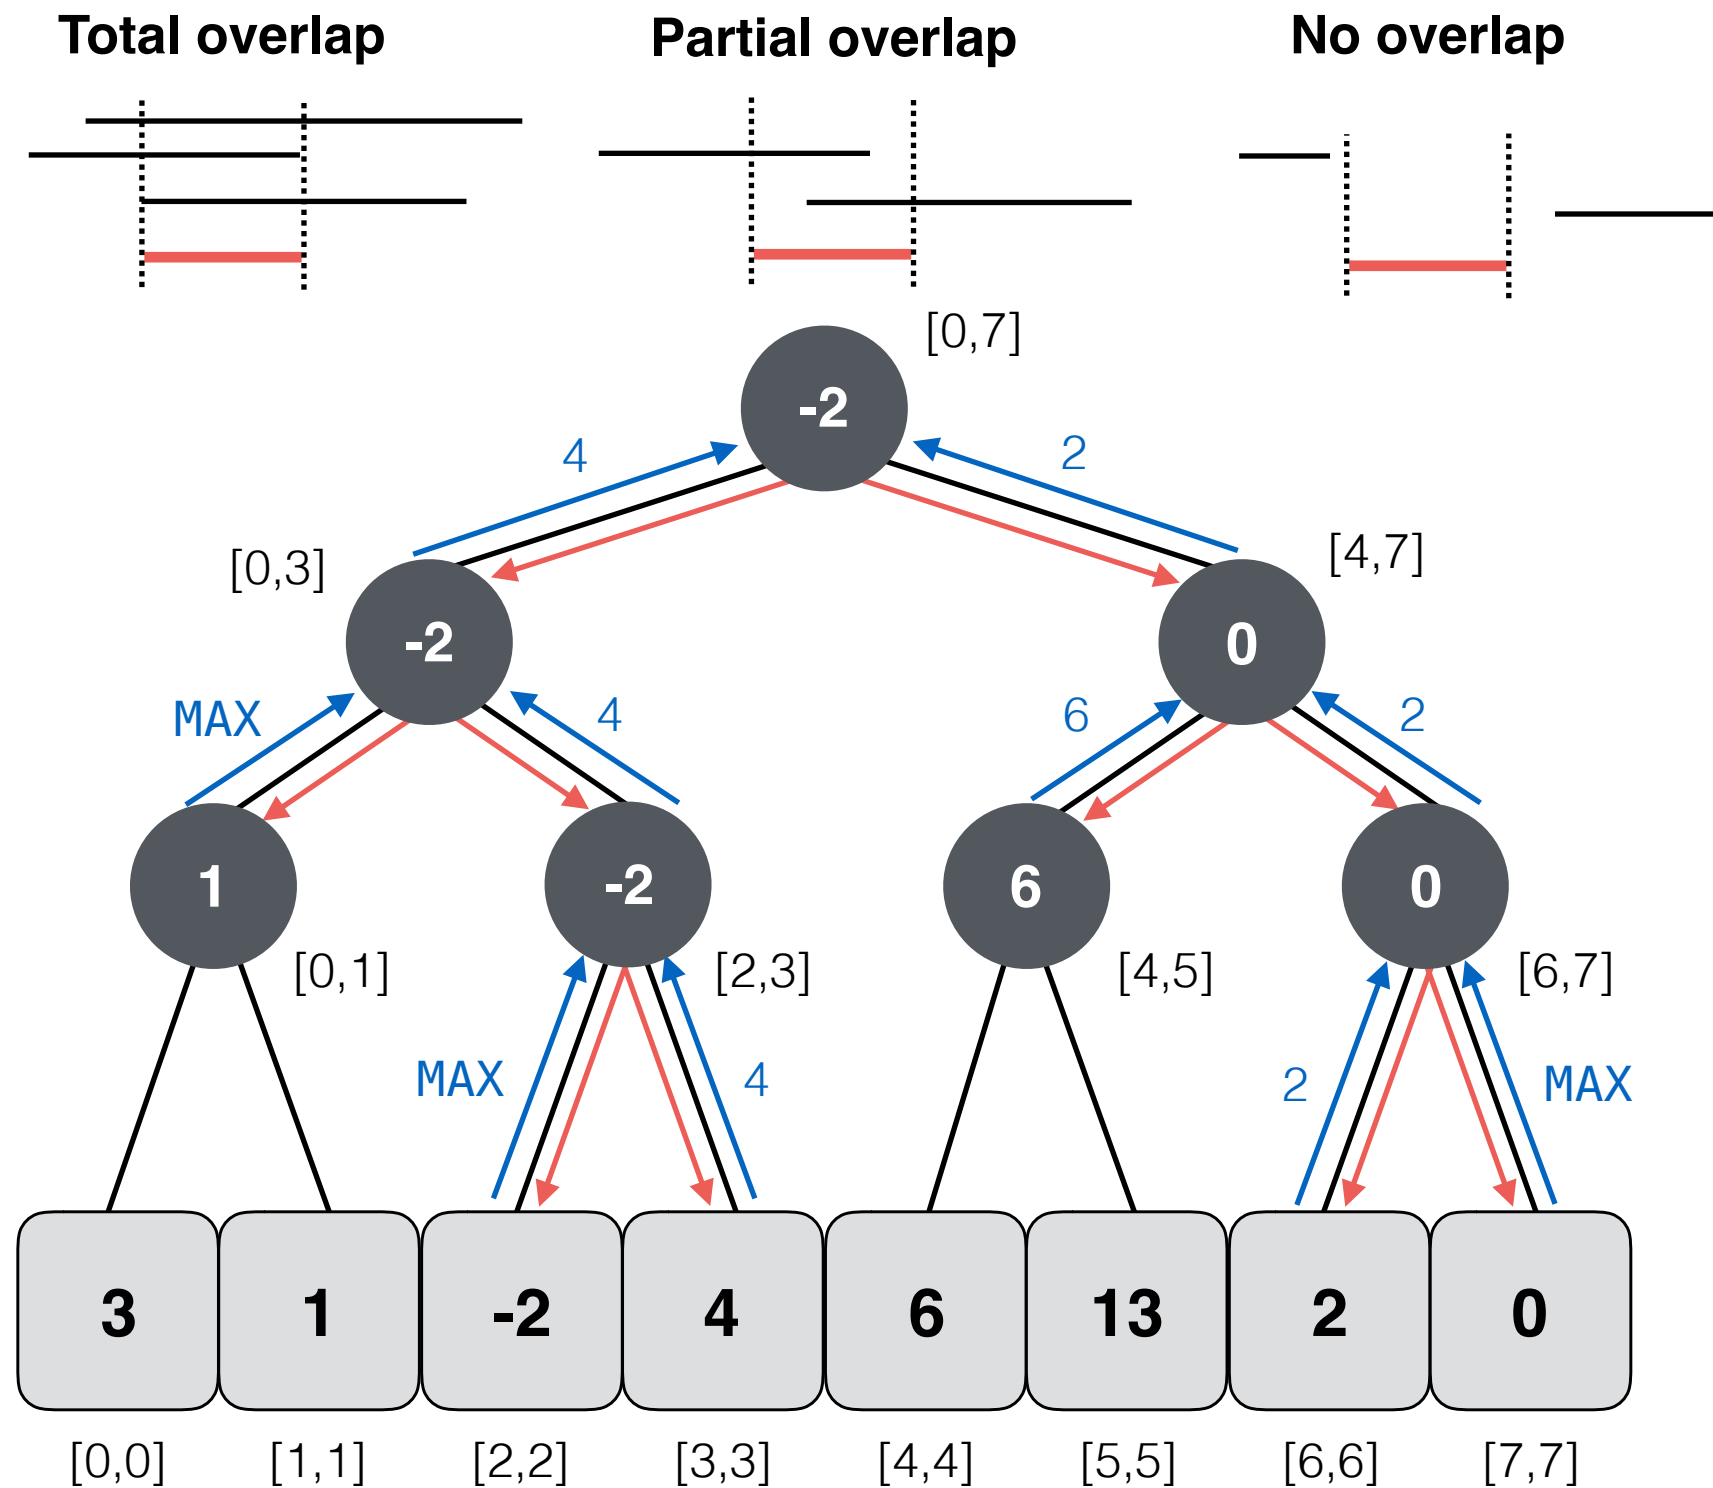 Total overlap Partial overlap No overlap
[0,7]
-2
4 2
[0,3] [4,7]
-2 0
MAX 4 6 2
1 -2 6 0
[0,1] [2,3] [4,5] [6,7]
MAX 4 2 MAX
3 1 -2 4 6 13 2 0
[0,0] [1,1] [2,2] [3,3] [4,4] [5,5] [6,6] [7,7]